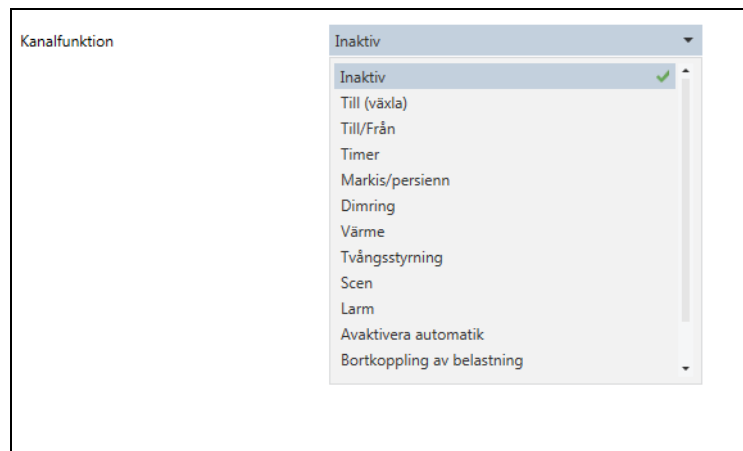 Kanalfunktion Inaktiv
Inaktiv
Till (växla)
Till/Från
Timer
Markis/persienn
Dimring
Värme
Tvångsstyrning
Scen
Larm
Avaktivera automatik
Bortkoppling av belastning